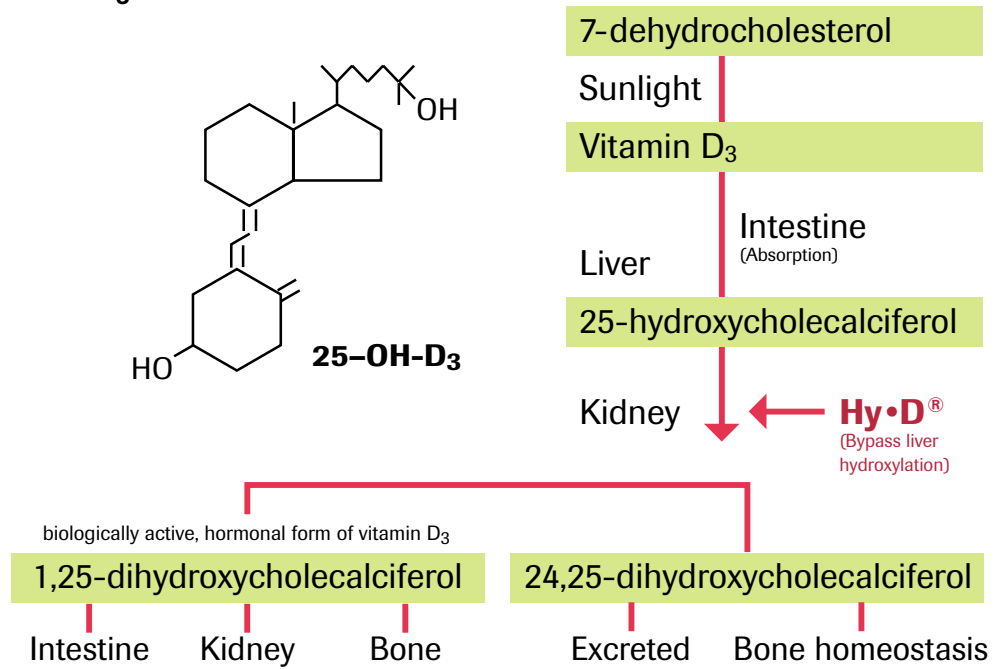 7-dehydrocholesterol
Sunlight
Vitamin D₃
Intestine
(Absorption)
Liver
25-hydroxycholecalciferol
Kidney
Hy•D®
(Bypass liver
hydroxylation)
OH
HO
25–OH-D₃
biologically active, hormonal form of vitamin D₃
1,25-dihydroxycholecalciferol
Intestine Kidney Bone
24,25-dihydroxycholecalciferol
Excreted Bone homeostasis